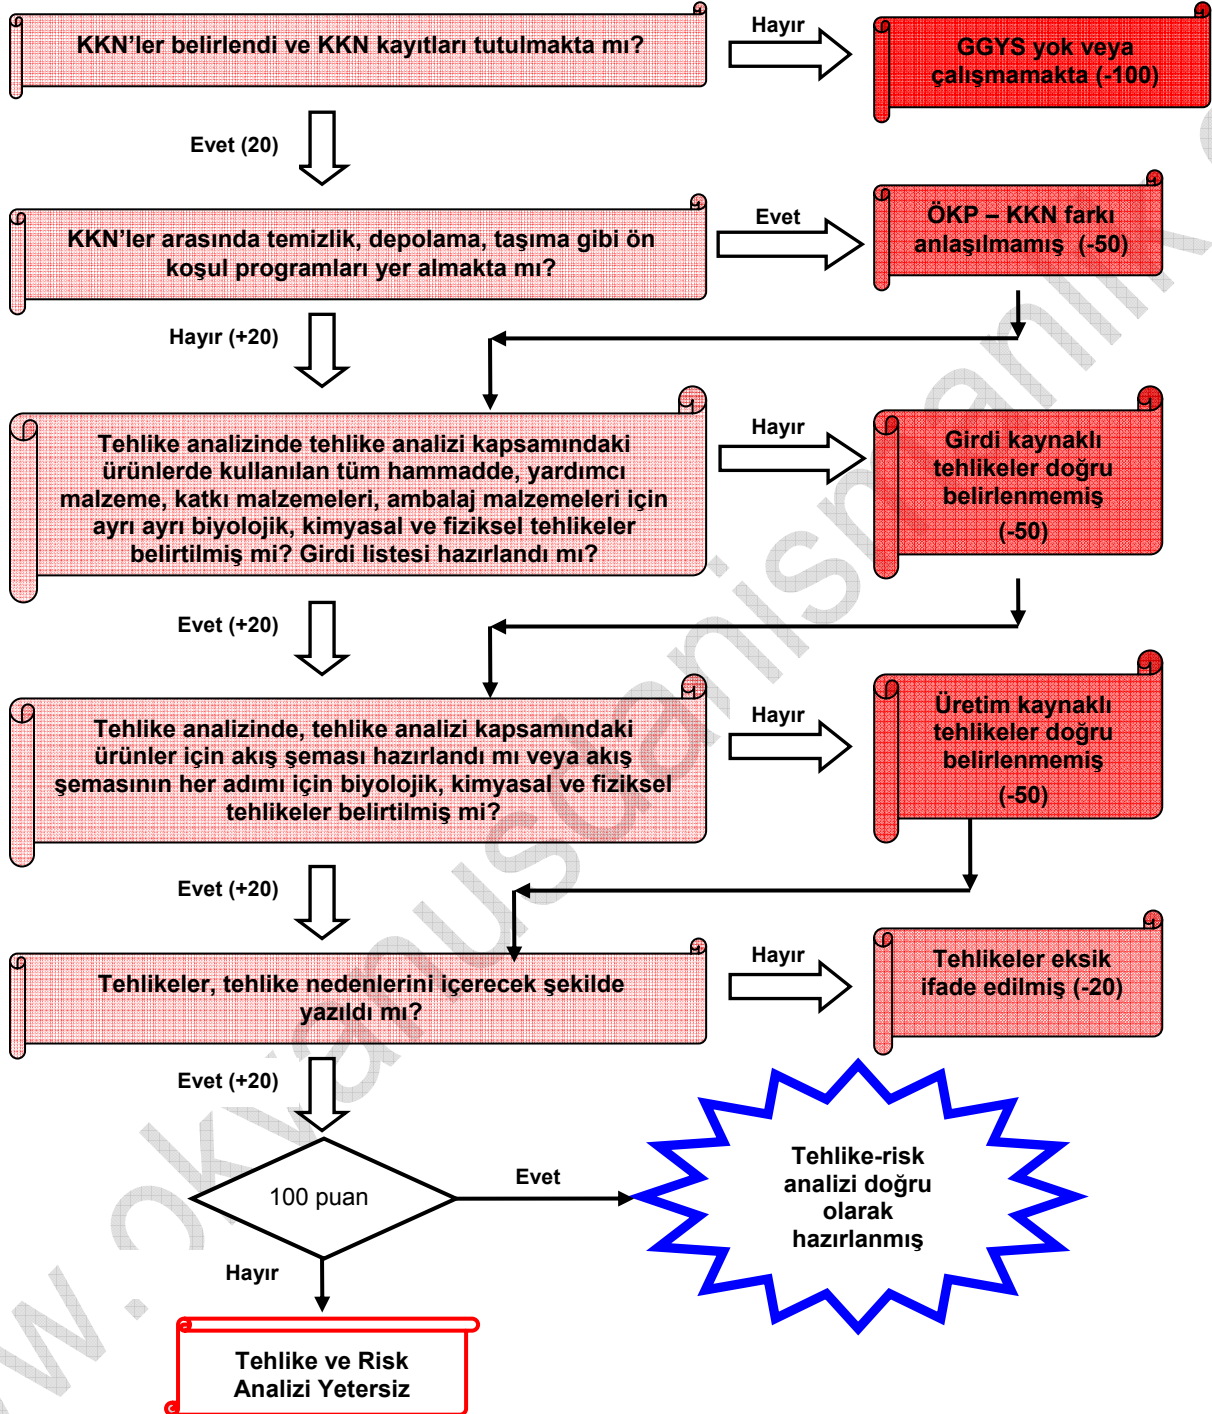 KKN’ler belirlendi ve KKN kayıtları tutulmakta mı?
Hayır
GGYS yok veya
çalışmamakta (-100)
Evet (20)
KKN’ler arasında temizlik, depolama, taşıma gibi ön
koşul programları yer almakta mı?
Evet
ÖKP – KKN farkı
anlaşılmamış (-50)
Hayır (+20)
Tehlike analizinde tehlike analizi kapsamındaki
ürünlerde kullanılan tüm hammadde, yardımcı
malzeme, katkı malzemeleri, ambalaj malzemeleri için
ayrı ayrı biyolojik, kimyasal ve fiziksel tehlikeler
belirtilmiş mi? Girdi listesi hazırlandı mı?
Hayır
Girdi kaynaklı
tehlikeler doğru
belirlenmemiş
(-50)
Evet (+20)
Tehlike analizinde, tehlike analizi kapsamındaki
ürünler için akış şeması hazırlandı mı veya akış
şemasının her adımı için biyolojik, kimyasal ve fiziksel
tehlikeler belirtilmiş mi?
Hayır
Üretim kaynaklı
tehlikeler doğru
belirlenmemiş
(-50)
Evet (+20)
Tehlikeler, tehlike nedenlerini içerecek şekilde
yazıldı mı?
Hayır
Tehlikeler eksik
ifade edilmiş (-20)
Evet (+20)
100 puan
Evet
Tehlike-risk
analizi doğru
olarak
hazırlanmış
Hayır
Tehlike ve Risk
Analizi Yetersiz